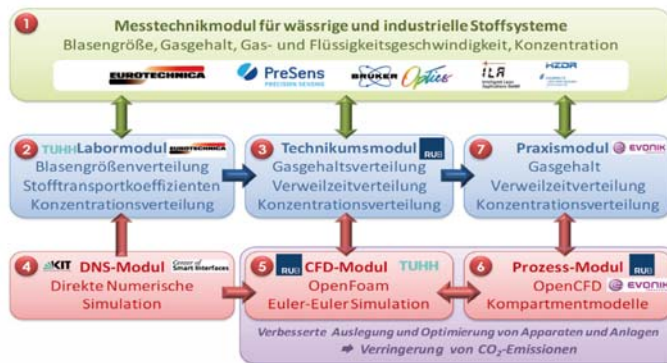 1
Messtechnikmodul für wässrige und industrielle Stoffsysteme
Blasengröße, Gasgehalt, Gas- und Flüssigkeitsgeschwindigkeit, Konzentration
EUROTECHNICA
PreSens
PRECISION SENSING
BRUKER
Optics
ILA
HZDR
2
TUHH Labormodul EUROTECHNICA
Blasengrößenverteilung
Stofftransportkoeffizienten
Konzentrationsverteilung
3
Technikumsmodul RUB
Gasgehaltsverteilung
Verweilzeitverteilung
Konzentrationsverteilung
7
Praxismodul EVONIK
Gasgehalt
Verweilzeitverteilung
Konzentrationsverteilung
4
KIT DNS-Modul Center of Smart Interfaces
Direkte Numerische
Simulation
5
RUB CFD-Modul TUHH
OpenFoam
Euler-Euler Simulation
6
Prozess-Modul RUB
OpenCFD EVONIK
Kompartmentmodelle
Verbesserte Auslegung und Optimierung von Apparaten und Anlagen
➡ Verringerung von CO₂-Emissionen